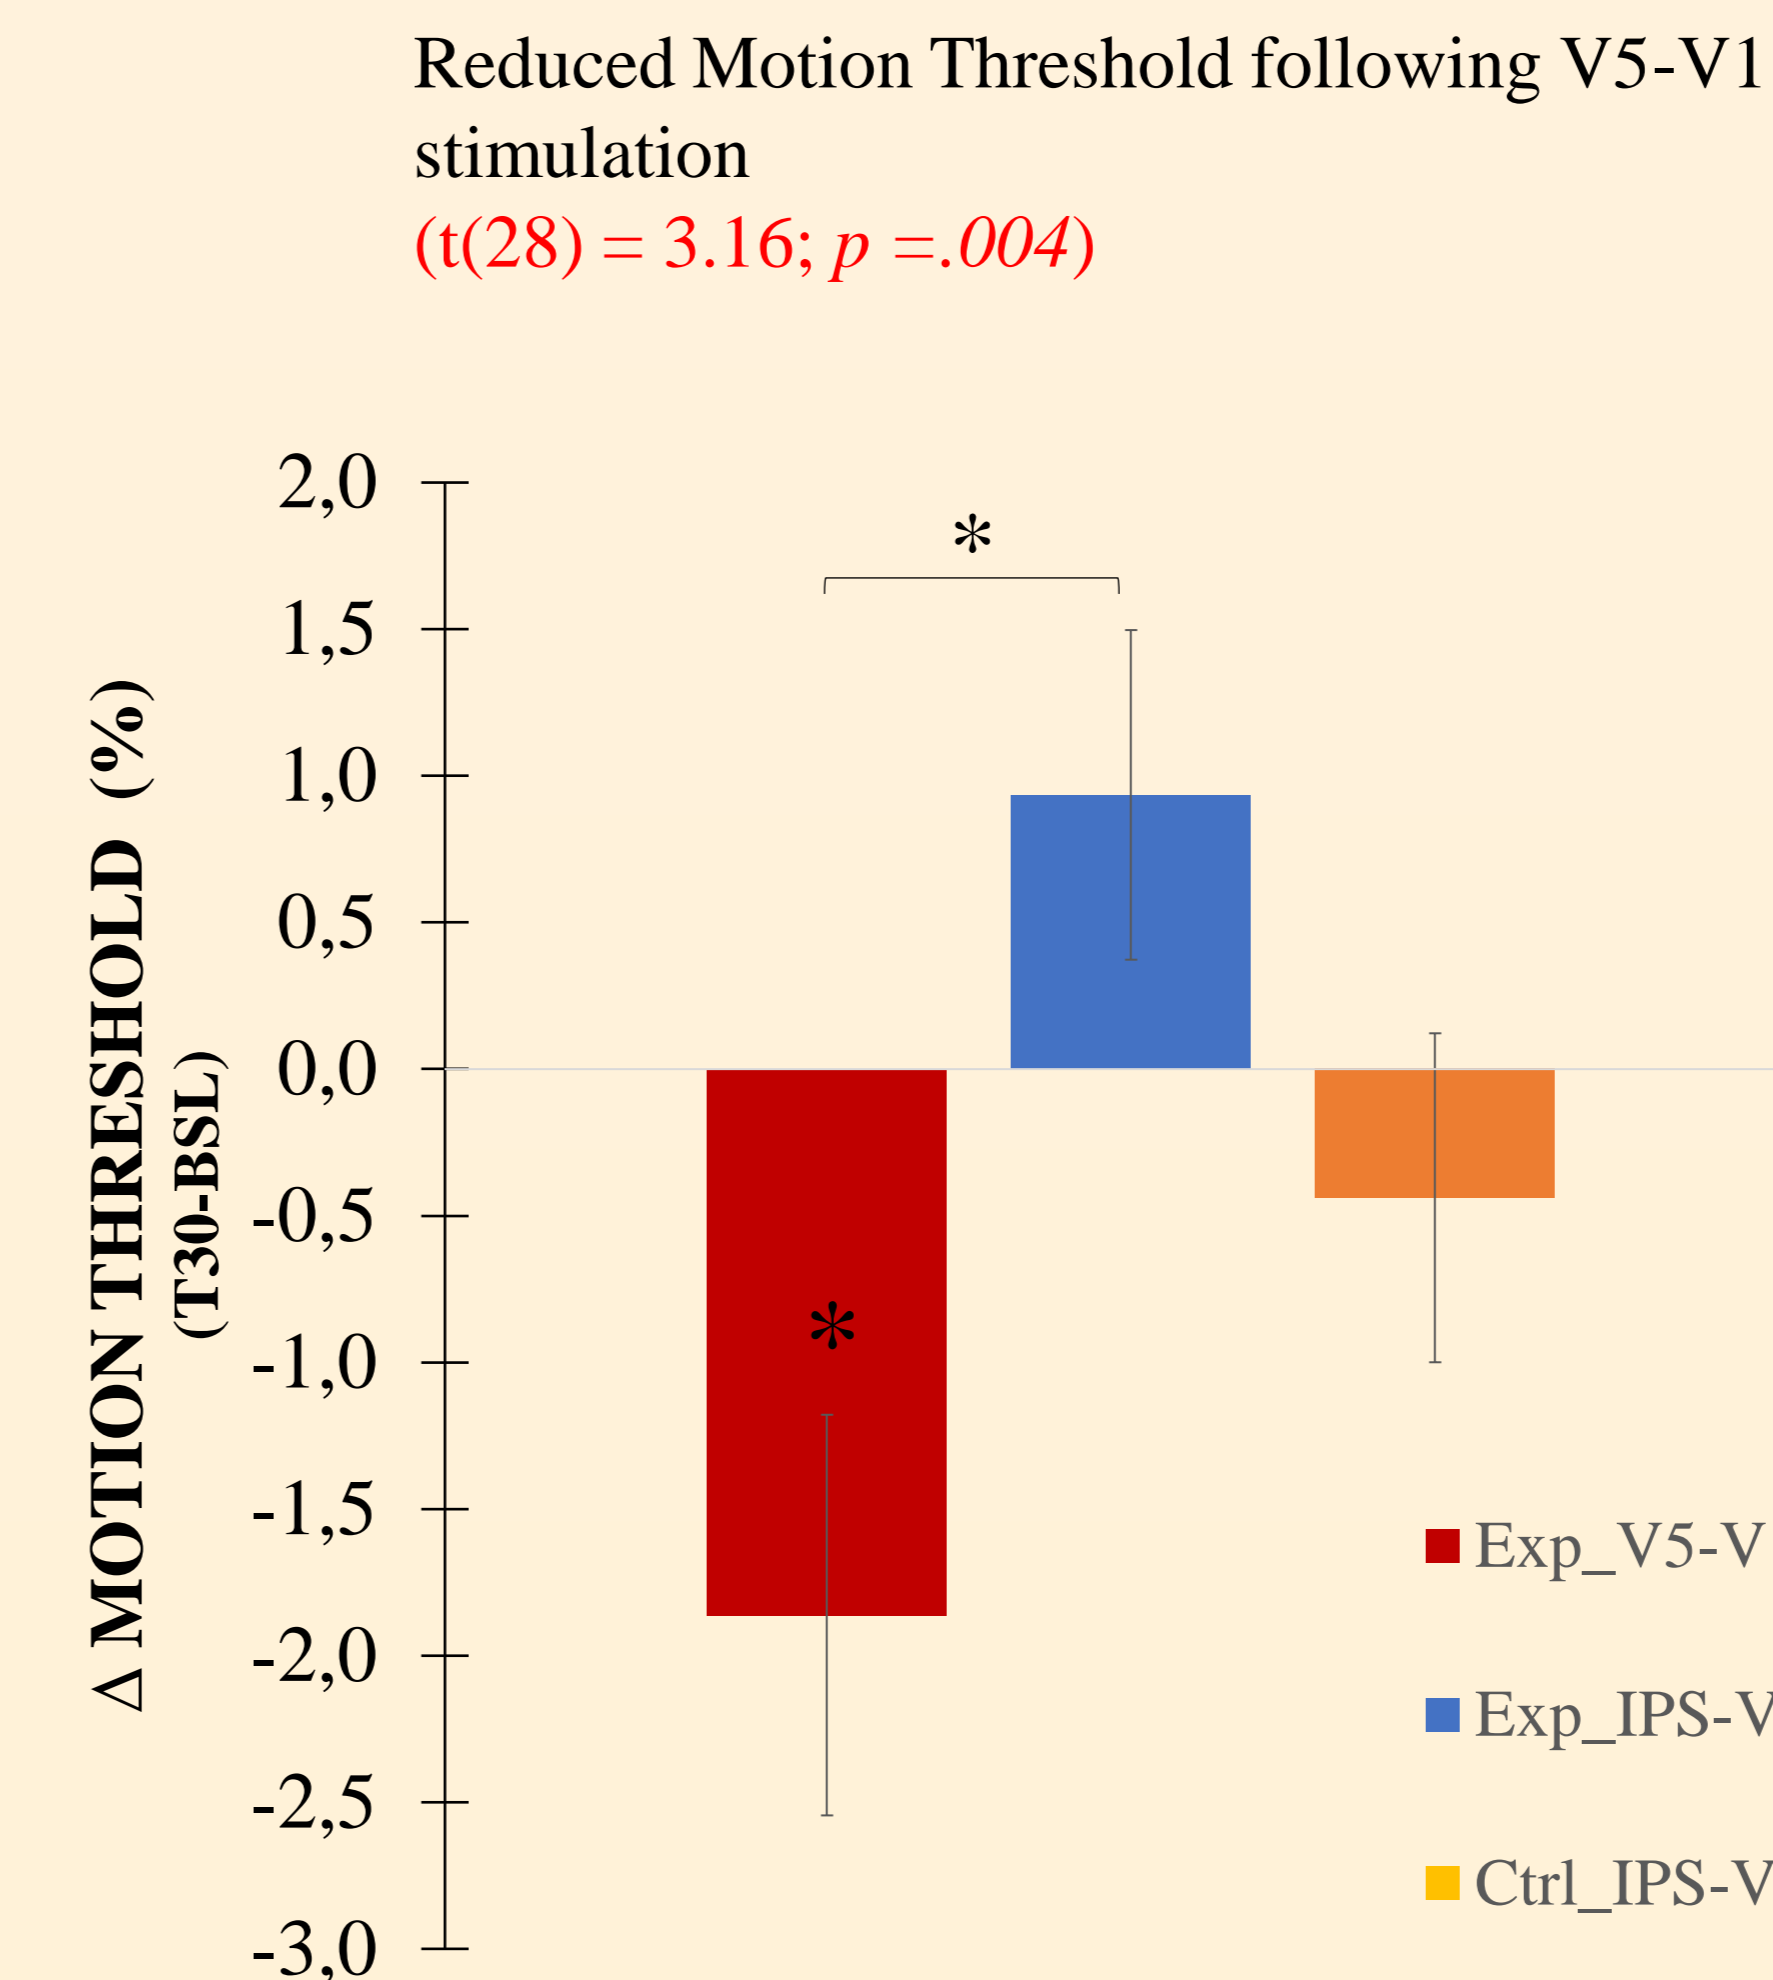 Reduced Motion Threshold following V5-V1
stimulation
(t(28) = 3.16; p =.004)
2,0
*
1,5
1,0
0,5
0,0
-0,5
*
-1,0
-1,5
-2,0
-2,5
-3,0
Δ MOTION THRESHOLD (%)
(T30-BSL)
Exp_V5-V
Exp_IPS-V
Ctrl_IPS-V